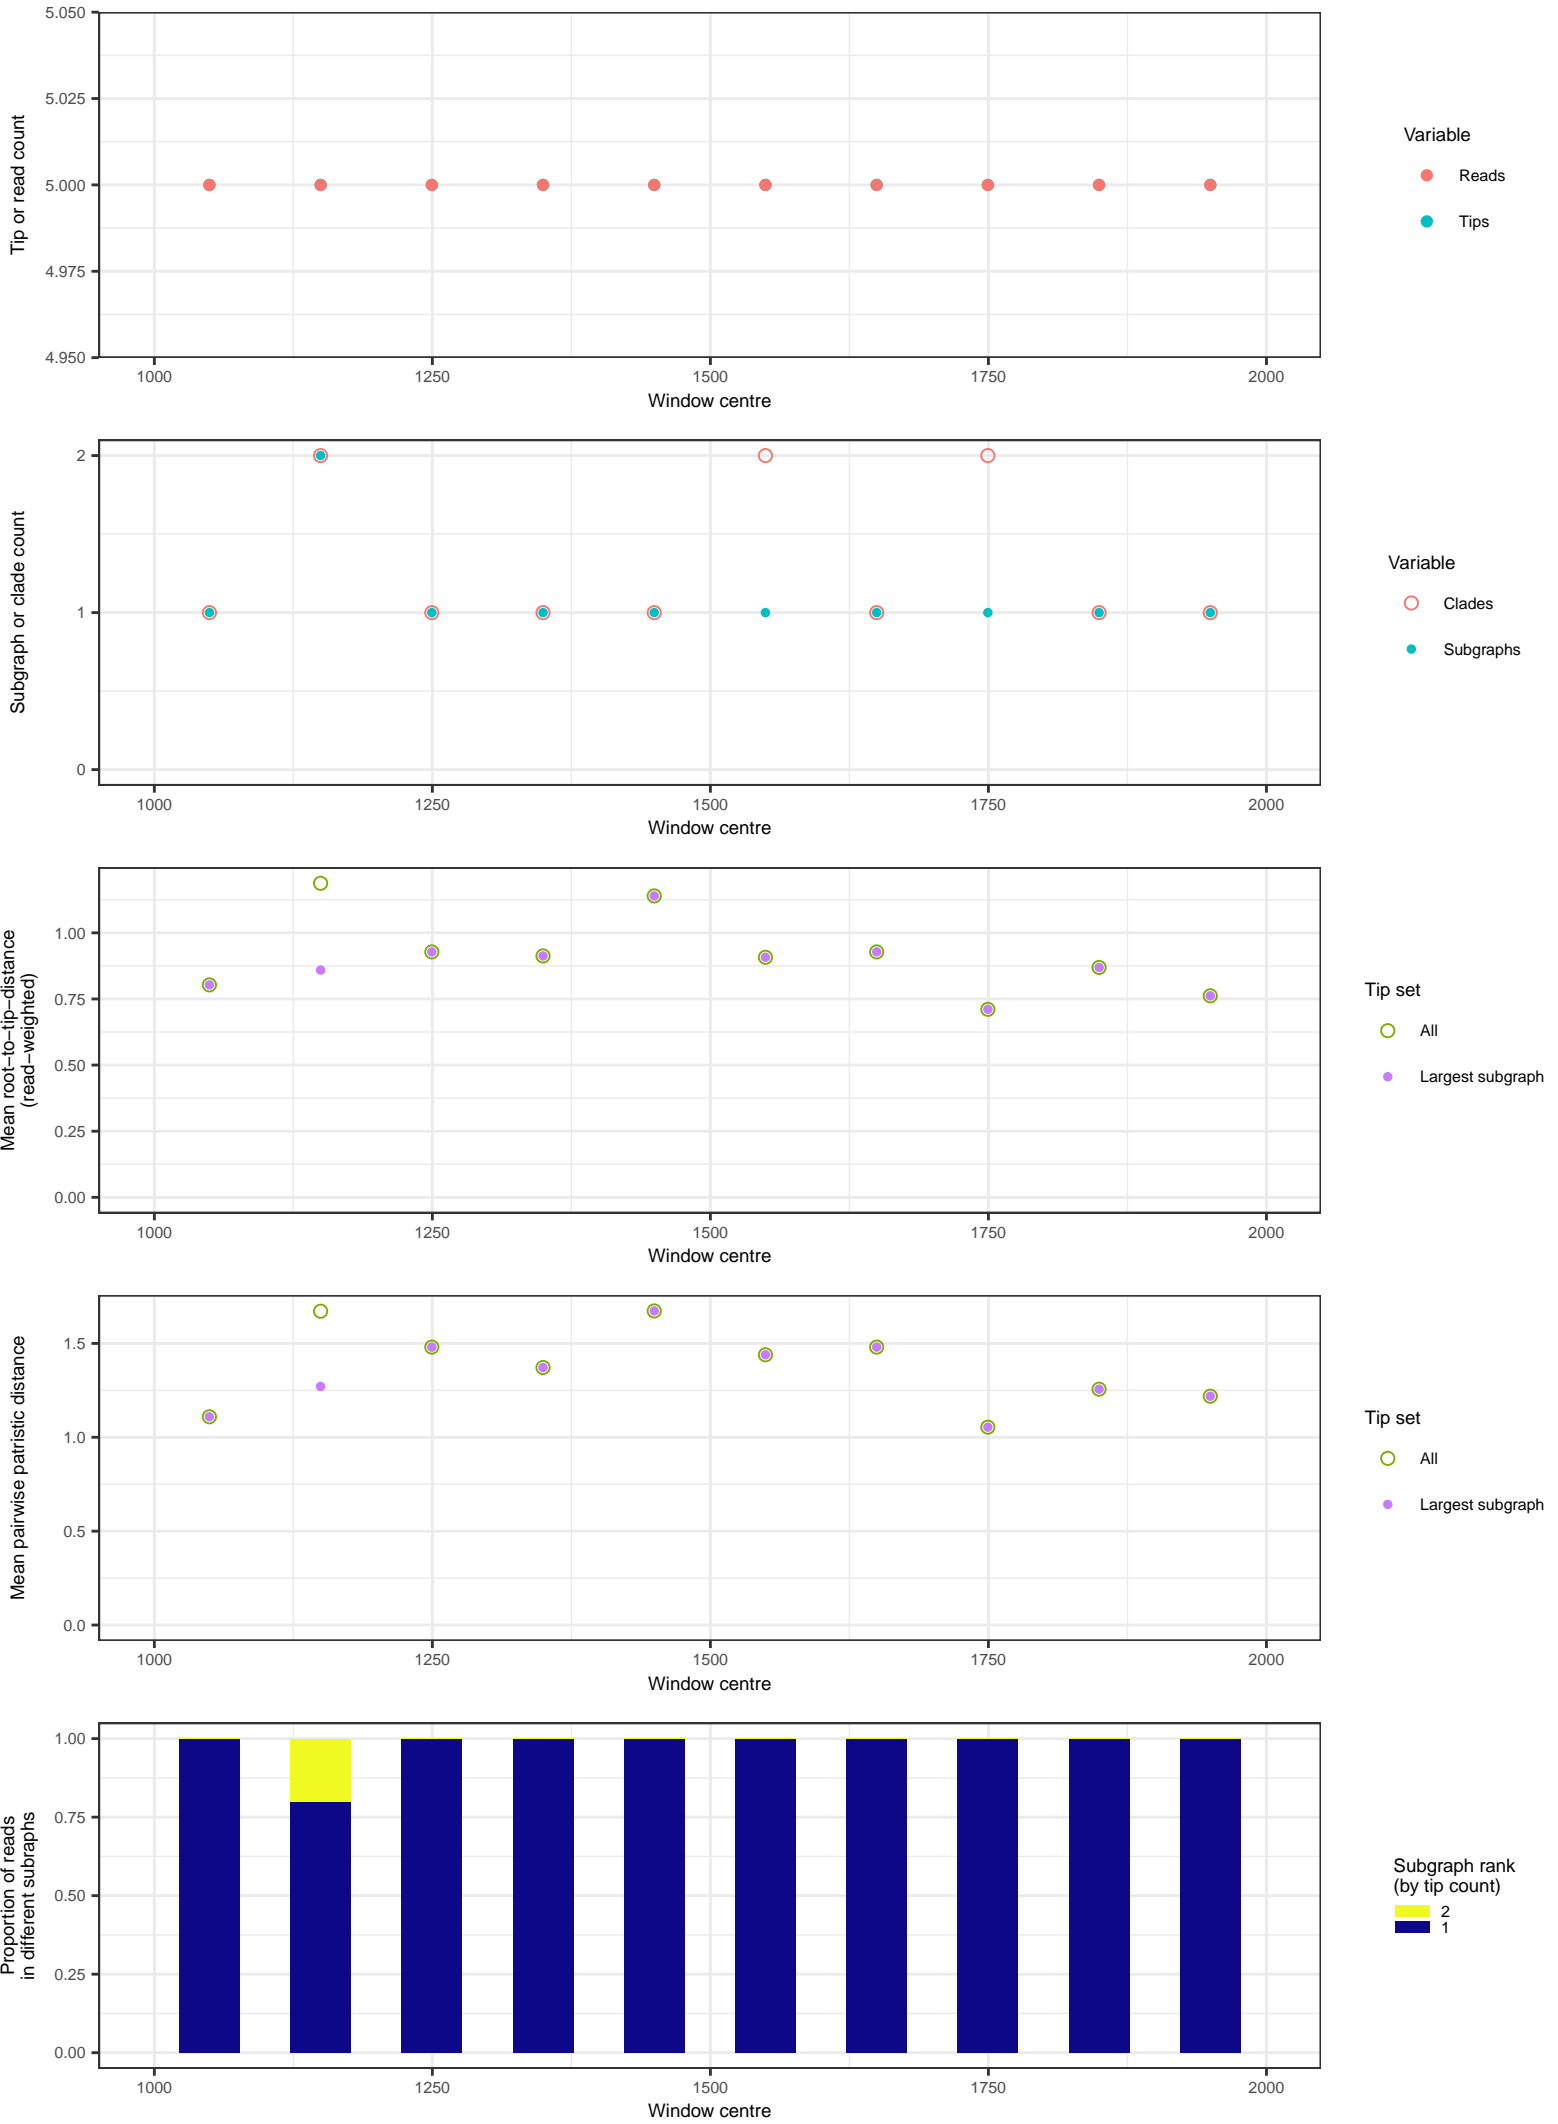 5.050
5.025
5.000
4.975
4.950
Tip or read count
1000 1250 1500 1750 2000
Window centre
Variable
Reads
Tips
2
1
0
Subgraph or clade count
1000 1250 1500 1750 2000
Window centre
Variable
Clades
Subgraphs
1.00
0.75
0.50
0.25
0.00
Mean root−to−tip−distance
(read−weighted)
1000 1250 1500 1750 2000
Window centre
Tip set
All
Largest subgraph
1.5
1.0
0.5
0.0
Mean pairwise patristic distance
1000 1250 1500 1750 2000
Window centre
Tip set
All
Largest subgraph
1.00
0.75
0.50
0.25
0.00
Proportion of reads
in different subraphs
1000 1250 1500 1750 2000
Window centre
Subgraph rank
(by tip count)
2
1